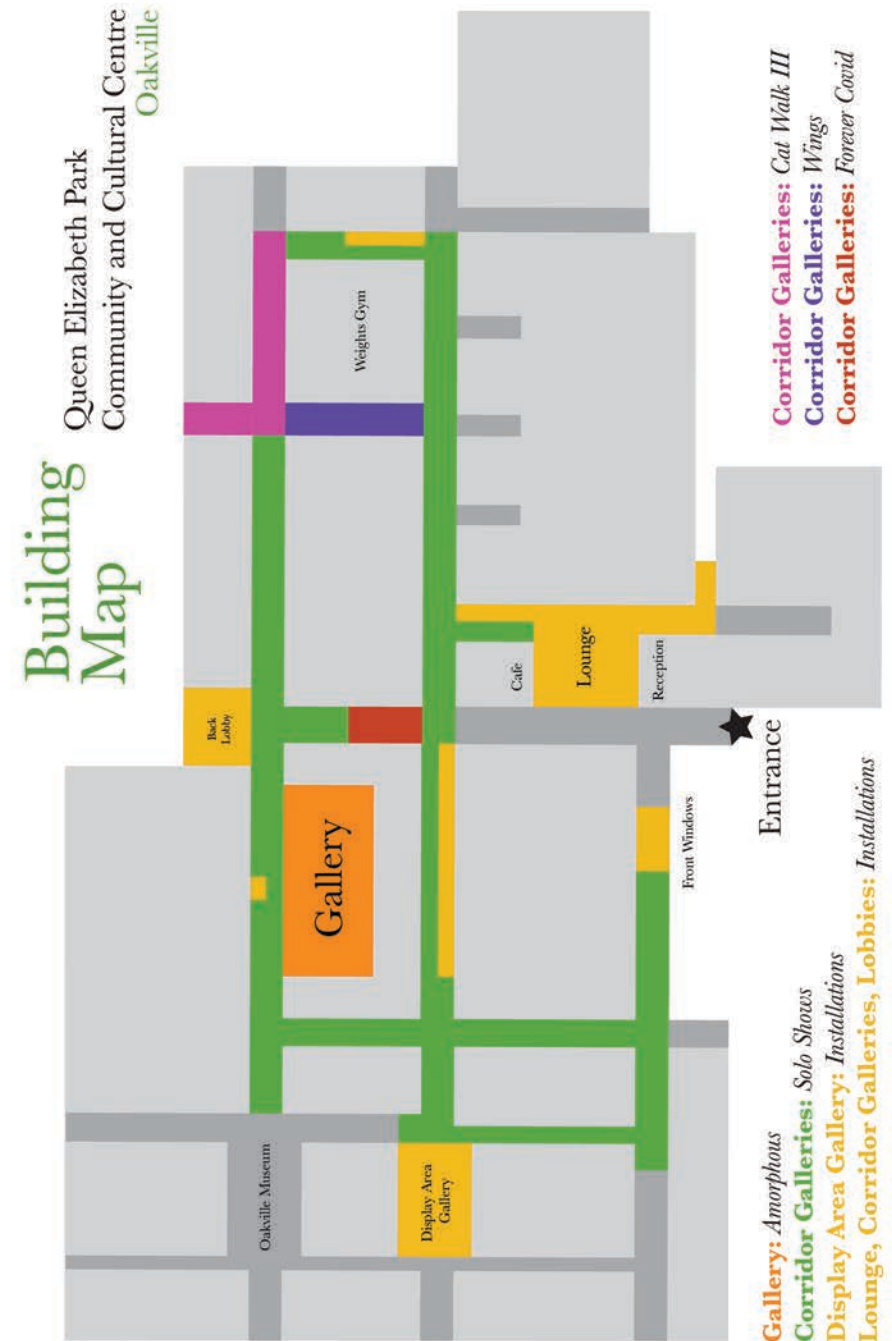 Building
Map
Queen Elizabeth Park
Community and Cultural Centre
Oakville
Back
Lobby
Weights Gym
Gallery
Oakville Museum
Display Area
Gallery
Cafe
Lounge
Reception
Front Windows
Entrance
Gallery: Amorphous
Corridor Galleries: Solo Shows
Display Area Gallery: Installations
Lounge, Corridor Galleries, Lobbies: Installations
Corridor Galleries: Cat Walk III
Corridor Galleries: Wings
Corridor Galleries: Forever Covid